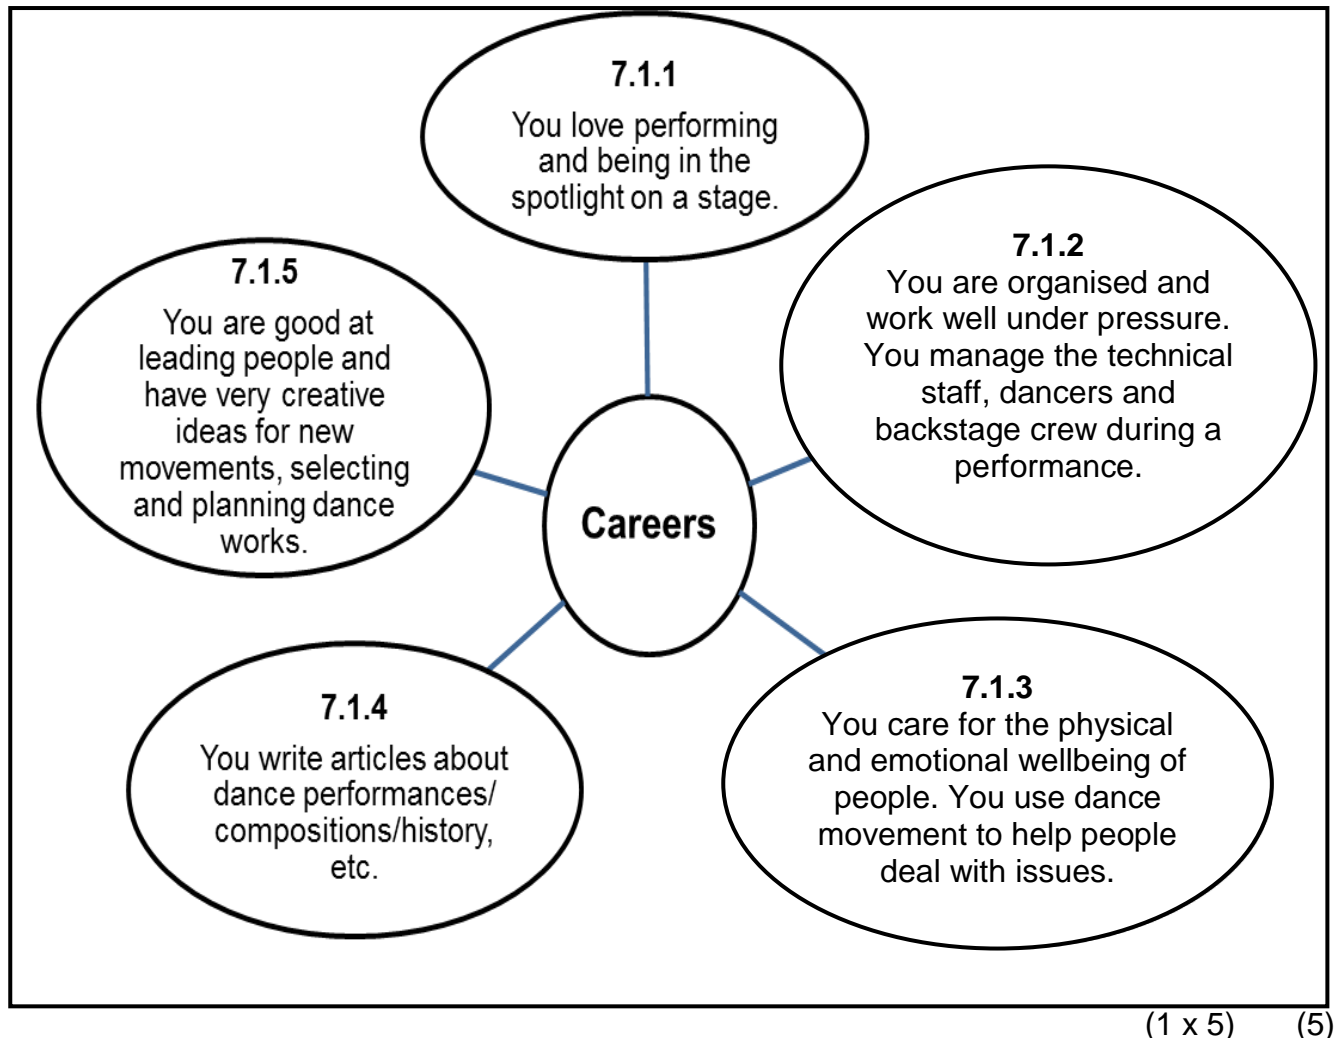 7.1.1
You love performing
and being in the
spotlight on a stage.
7.1.2
You are organised and
work well under pressure.
You manage the technical
staff, dancers and
backstage crew during a
performance.
7.1.5
You are good at
leading people and
have very creative
ideas for new
movements, selecting
and planning dance
works.
Careers
7.1.4
You write articles about
dance performances/
compositions/history,
etc.
7.1.3
You care for the physical
and emotional wellbeing of
people. You use dance
movement to help people
deal with issues.
(1 x 5) (5)